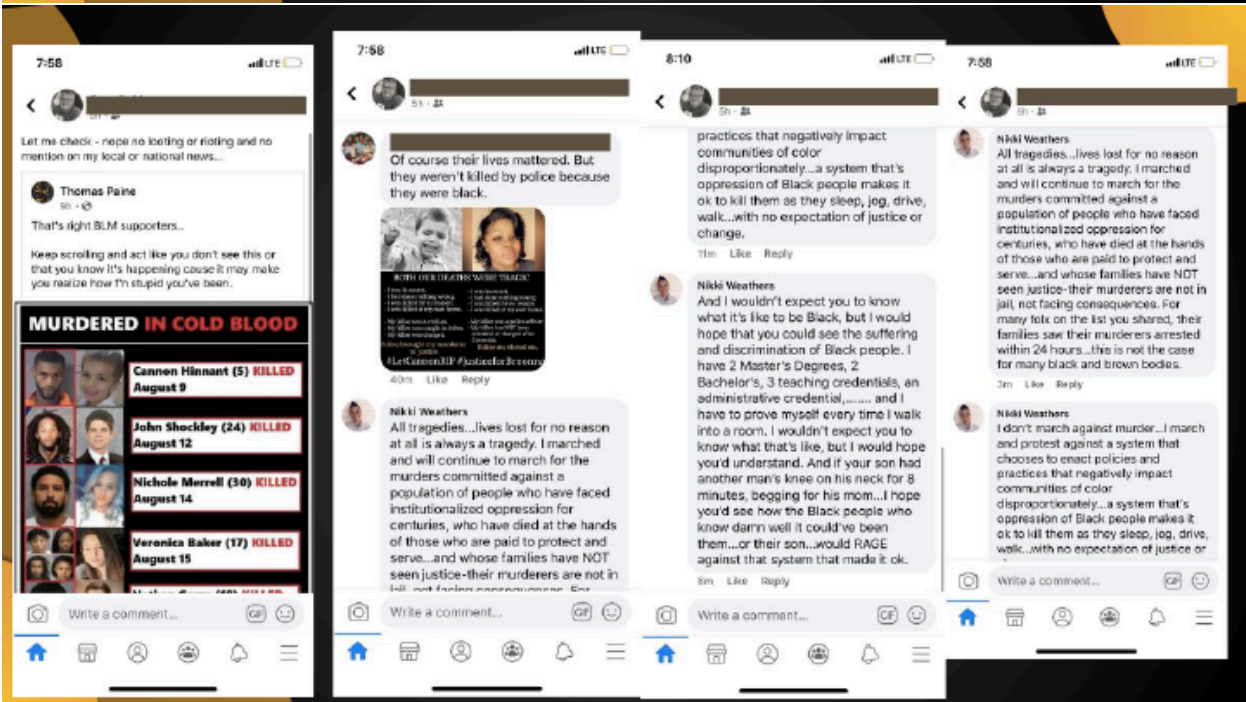 7:58
LTE
5h
Let me check - nope no looting or rioting and no
mention on my local or national news...
Thomas Paine
9h
That's right BLM supporters...
Keep scrolling and act like you don't see this or
that you know it's happening cause it may make
you realize how f'n stupid you've been.
MURDERED IN COLD BLOOD
Cannon Hinnant (5) KILLED
August 9
John Shockley (24) KILLED
August 12
Nichole Merrell (30) KILLED
August 14
Veronica Baker (17) KILLED
August 15
Write a comment...
GIF
7:58
LTE
5h
Of course their lives mattered. But
they weren't killed by police because
they were black.
BOTH OUR DEATHS WERE TRAGIC
#LetCannonRIP
40m Like Reply
Nikki Weathers
All tragedies...lives lost for no reason
at all is always a tragedy. I marched
and will continue to march for the
murders committed against a
population of people who have faced
institutionalized oppression for
centuries, who have died at the hands
of those who are paid to protect and
serve...and whose families have NOT
seen justice-their murderers are not in
jail, not facing consequences. For
Write a comment...
GIF
8:10
LTE
5h
practices that negatively impact
communities of color
disproportionately...a system that's
oppression of Black people makes it
ok to kill them as they sleep, jog, drive,
walk...with no expectation of justice or
change.
11m Like Reply
Nikki Weathers
And I wouldn't expect you to know
what it's like to be Black, but I would
hope that you could see the suffering
and discrimination of Black people. I
have 2 Master's Degrees, 2
Bachelor's, 3 teaching credentials, an
administrative credential,....... and I
have to prove myself every time I walk
into a room. I wouldn't expect you to
know what that's like, but I would hope
you'd understand. And if your son had
another man's knee on his neck for 8
minutes, begging for his mom...I hope
you'd see how the Black people who
know damn well it could've been
them...or their son...would RAGE
against that system that made it ok.
8m Like Reply
Write a comment...
GIF
7:58
LTE
5h
Nikki Weathers
All tragedies...lives lost for no reason
at all is always a tragedy. I marched
and will continue to march for the
murders committed against a
population of people who have faced
institutionalized oppression for
centuries, who have died at the hands
of those who are paid to protect and
serve...and whose families have NOT
seen justice-their murderers are not in
jail, not facing consequences. For
many folx on the list you shared, their
families saw their murderers arrested
within 24 hours...this is not the case
for many black and brown bodies.
3m Like Reply
Nikki Weathers
I don't march against murder...I march
and protest against a system that
chooses to enact policies and
practices that negatively impact
communities of color
disproportionately...a system that's
oppression of Black people makes it
ok to kill them as they sleep, jog, drive,
walk...with no expectation of justice or
Write a comment...
GIF